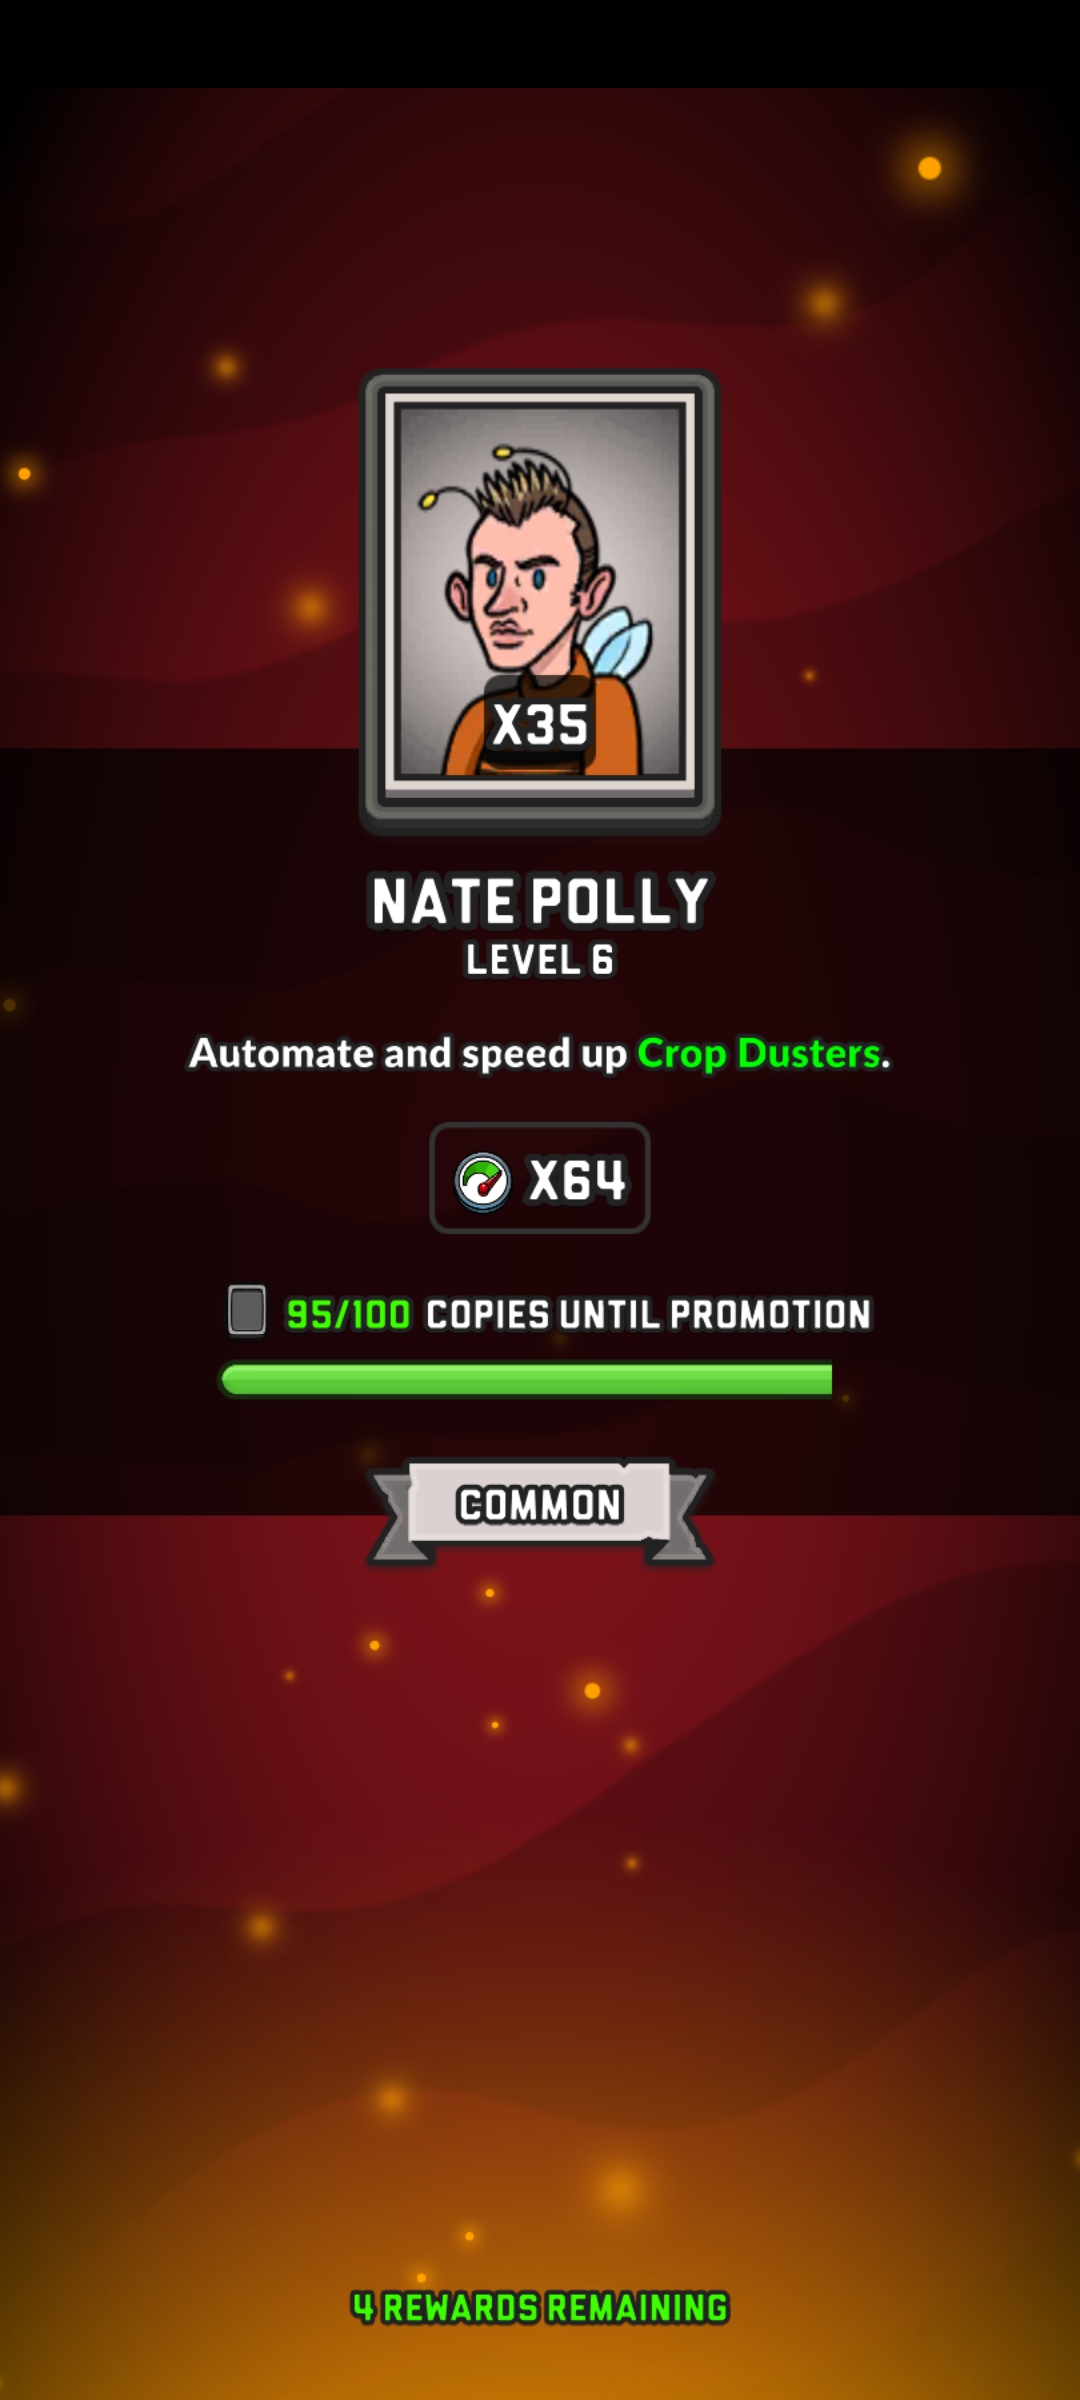 X35
NATE POLLY
LEVEL 6
Automate and speed up Crop Dusters.
X64
95/100 COPIES UNTIL PROMOTION
COMMON
4 REWARDS REMAINING